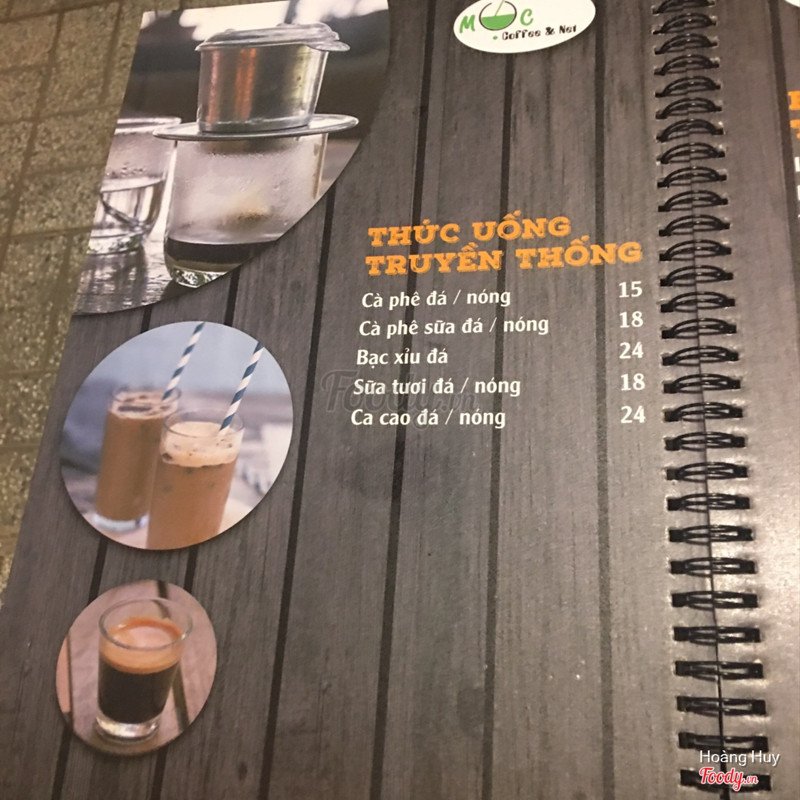 MỘC
Coffee & Net
THỨC UỐNG
TRUYỀN THỐNG
Cà phê đá / nóng 15
Cà phê sữa đá / nóng 18
Bạc xỉu đá 24
Sữa tươi đá / nóng 18
Ca cao đá / nóng 24
Foody.vn
Hoàng Huy
Foody.vn